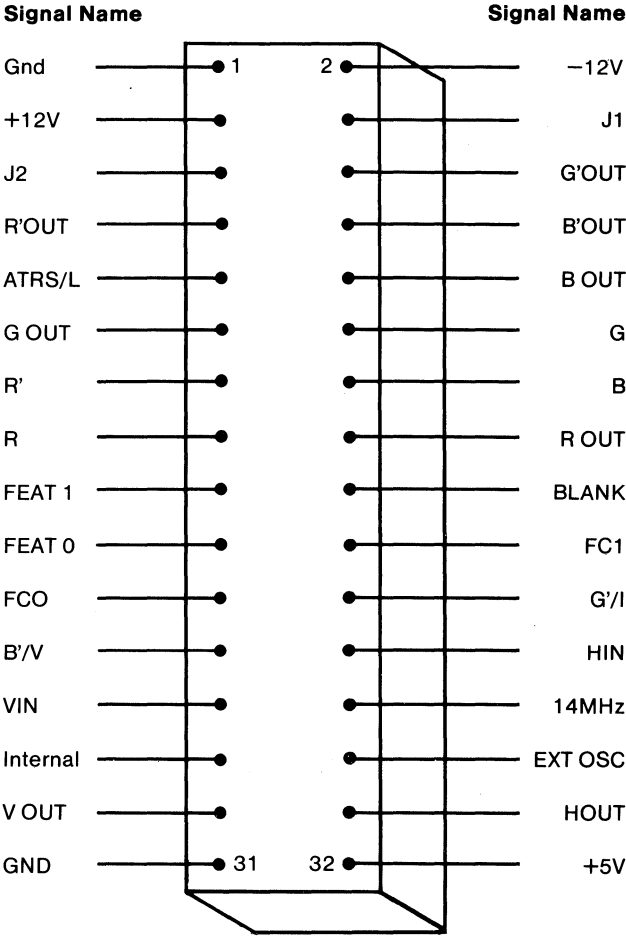 Signal Name Signal Name
Gnd 1 2 −12V
+12V J1
J2 G'OUT
R'OUT B'OUT
ATRS/L B OUT
G OUT G
R' B
R R OUT
FEAT 1 BLANK
FEAT 0 FC1
FCO G'/I
B'/V HIN
VIN 14MHz
Internal EXT OSC
V OUT HOUT
GND 31 32 +5V